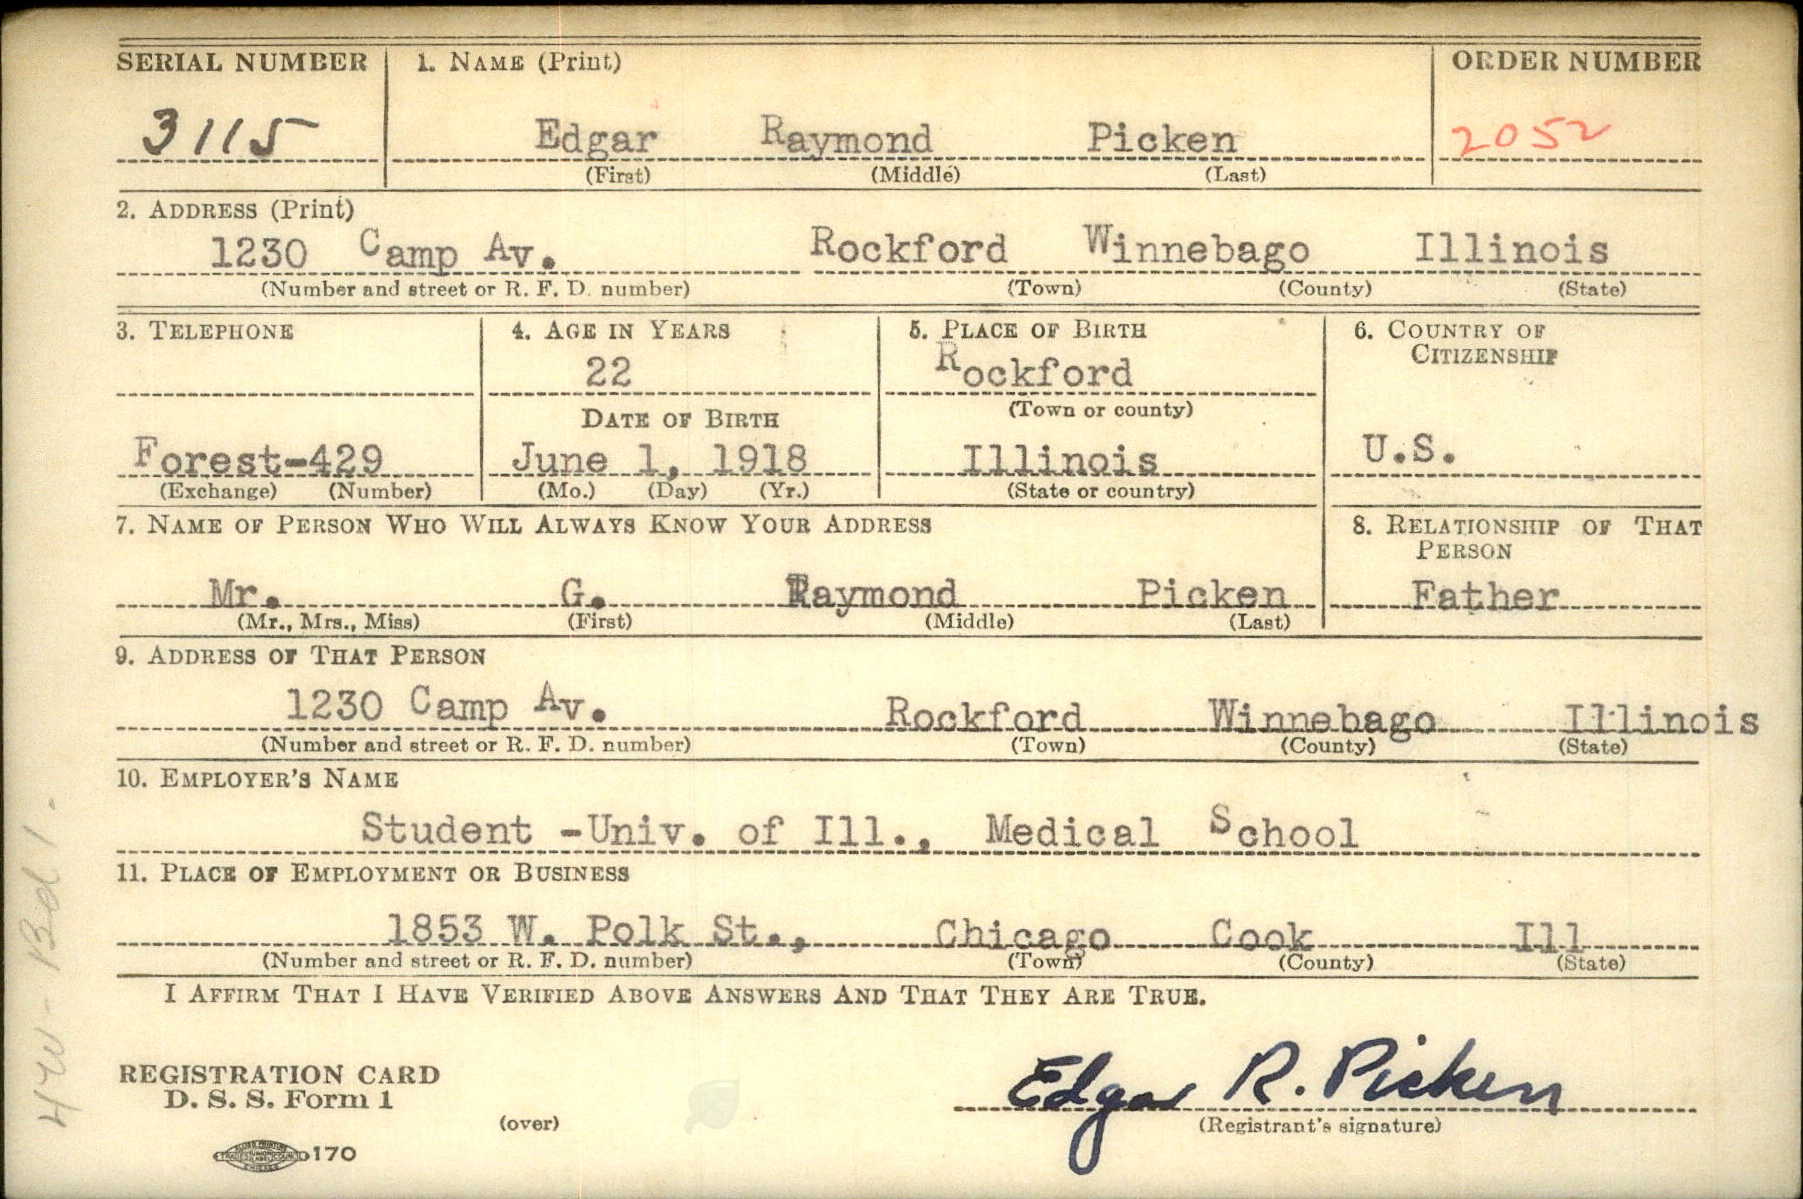 SERIAL NUMBER 1. NAME (Print) ORDER NUMBER
3115 Edgar Raymond Picken 2052
(First) (Middle) (Last)
2. ADDRESS (Print)
1230 Camp Av. Rockford Winnebago Illinois
(Number and street or R. F. D. number) (Town) (County) (State)
3. TELEPHONE 4. AGE IN YEARS 5. PLACE OF BIRTH 6. COUNTRY OF
CITIZENSHIP
22 Rockford
DATE OF BIRTH (Town or county)
Forest-429 June 1, 1918 Illinois U.S.
(Exchange) (Number) (Mo.) (Day) (Yr.) (State or country)
7. NAME OF PERSON WHO WILL ALWAYS KNOW YOUR ADDRESS 8. RELATIONSHIP OF THAT
PERSON
Mr. G. Raymond Picken Father
(Mr., Mrs., Miss) (First) (Middle) (Last)
9. ADDRESS OF THAT PERSON
1230 Camp Av. Rockford Winnebago Illinois
(Number and street or R. F. D. number) (Town) (County) (State)
10. EMPLOYER'S NAME
Student -Univ. of Ill., Medical School
11. PLACE OF EMPLOYMENT OR BUSINESS
1853 W. Polk St., Chicago Cook Ill
(Number and street or R. F. D. number) (Town) (County) (State)
I AFFIRM THAT I HAVE VERIFIED ABOVE ANSWERS AND THAT THEY ARE TRUE.
REGISTRATION CARD
D. S. S. Form 1
Edgar R. Picken
(over) (Registrant's signature)
170